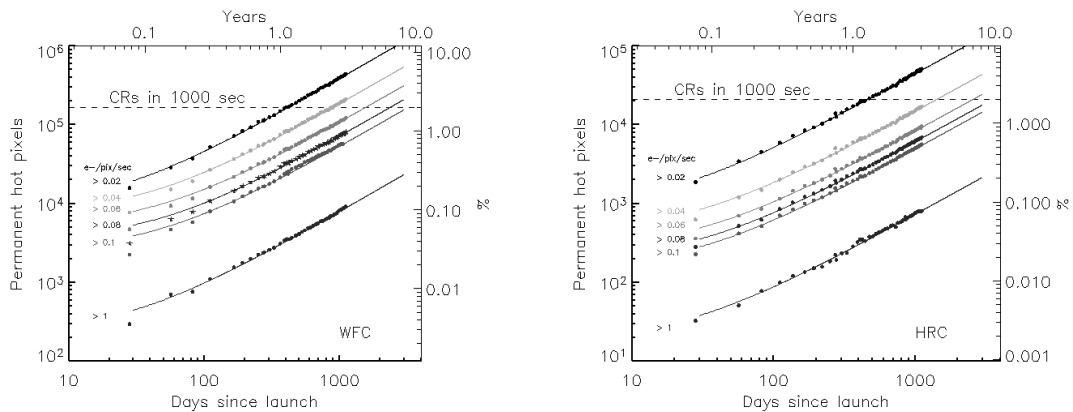 Years
0.1 1.0 10.0
10^6
10^5
10^4
10^3
10^2
Permanent hot pixels
CRs in 1000 sec
e-/pix/sec
> 0.02
> 0.04
> 0.06
> 0.08
> 0.1
> 1
WFC
10.00
1.00
0.10
0.01
%
10 100 1000
Days since launch
Years
0.1 1.0 10.0
10^5
10^4
10^3
10^2
10^1
Permanent hot pixels
CRs in 1000 sec
e-/pix/sec
> 0.02
> 0.04
> 0.06
> 0.08
> 0.1
> 1
HRC
1.000
0.100
0.010
0.001
%
10 100 1000
Days since launch